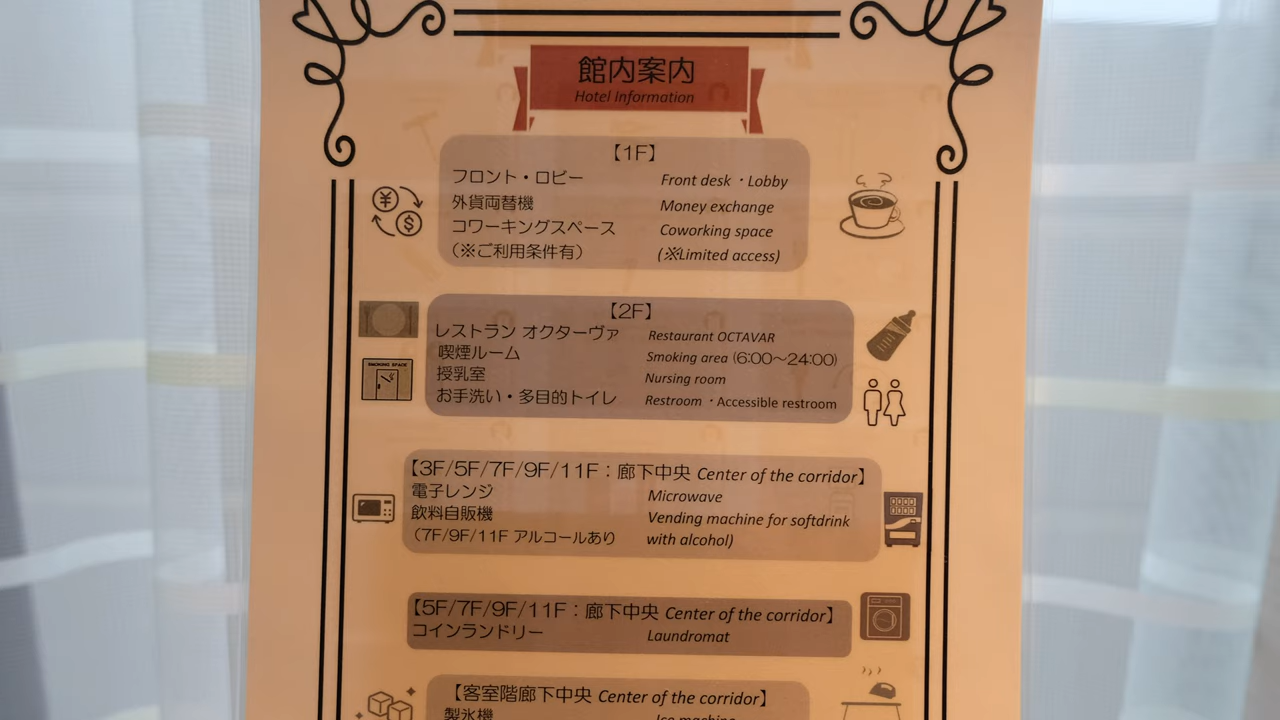 館内案内
Hotel information
【1F】
フロント・ロビー Front desk ・Lobby
外貨両替機 Money exchange
コワーキングスペース Coworking space
（※ご利用条件有） (※Limited access)
【2F】
レストラン オクターヴァ Restaurant OCTAVAR
喫煙ルーム Smoking area (6:00～24:00)
授乳室 Nursing room
お手洗い・多目的トイレ Restroom ・Accessible restroom
SMOKING SPACE
【3F/5F/7F/9F/11F：廊下中央 Center of the corridor】
電子レンジ Microwave
飲料自販機 Vending machine for softdrink
（7F/9F/11F アルコールあり with alcohol)
【5F/7F/9F/11F：廊下中央 Center of the corridor】
コインランドリー Laundromat
【客室階廊下中央 Center of the corridor】
製氷機 Ice machine